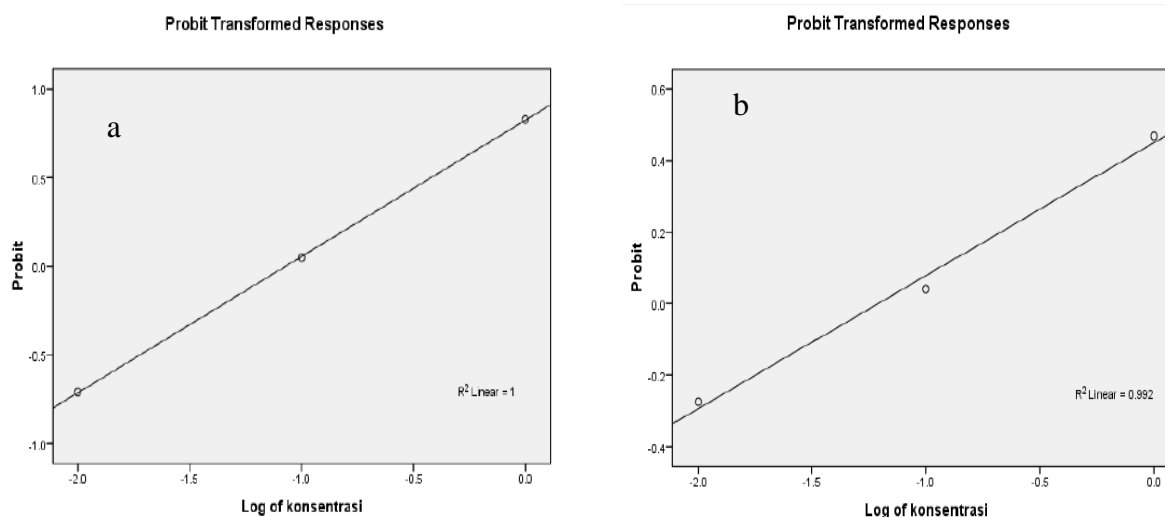 Probit Transformed Responses
a
1.0
0.5
0.0
-0.5
-1.0
Probit
R² Linear = 1
-2.0 -1.5 -1.0 -0.5 0.0
Log of konsentrasi
Probit Transformed Responses
b
0.6
0.4
0.2
0.0
-0.2
-0.4
Probit
R² Linear = 0.992
-2.0 -1.5 -1.0 -0.5 0.0
Log of konsentrasi